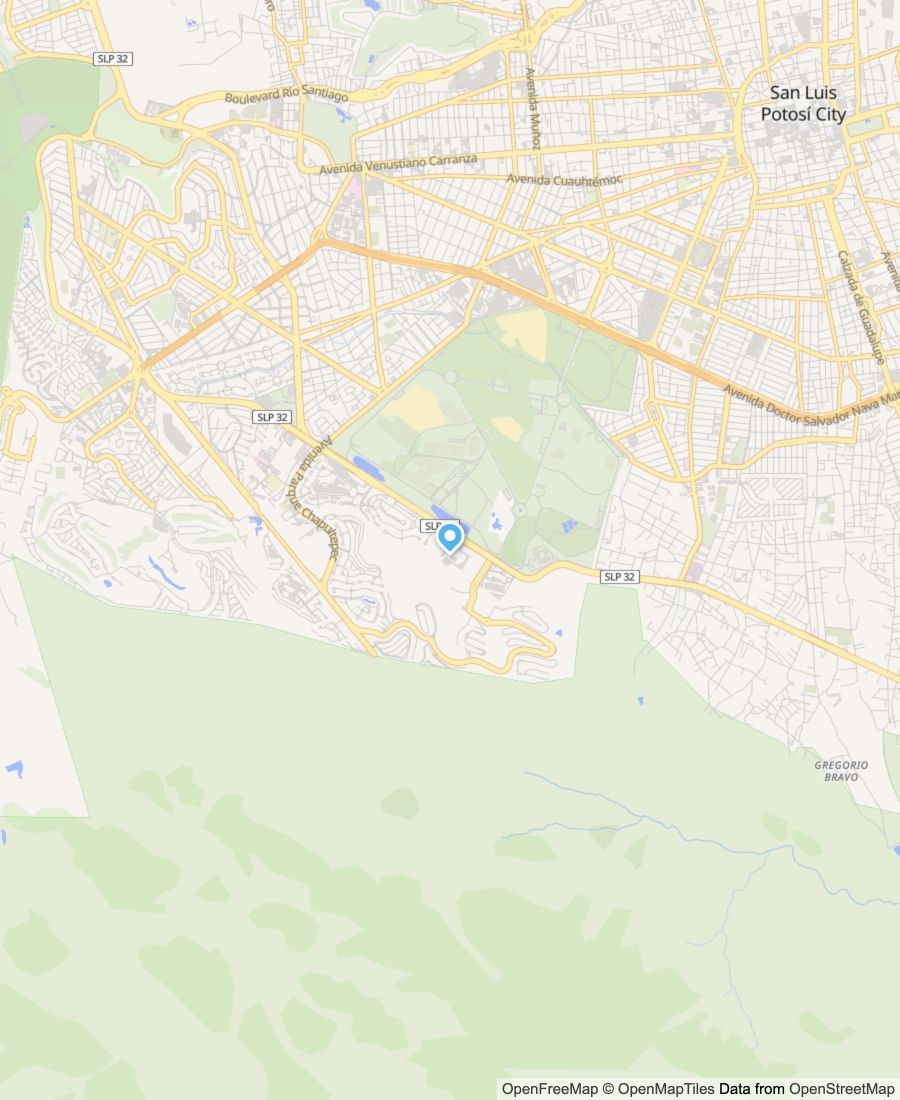 SLP 32
Boulevard Río Santiago
Avenida Muñoz
San Luis
Potosí City
Avenida Venustiano Carranza
Avenida Cuauhtémoc
Calzada de Guadalupe
Avenida Doctor Salvador Nava
SLP 32
Avenida Parque Chapultepec
SLP
SLP 32
GREGORIO
BRAVO
OpenFreeMap © OpenMapTiles Data from OpenStreetMap